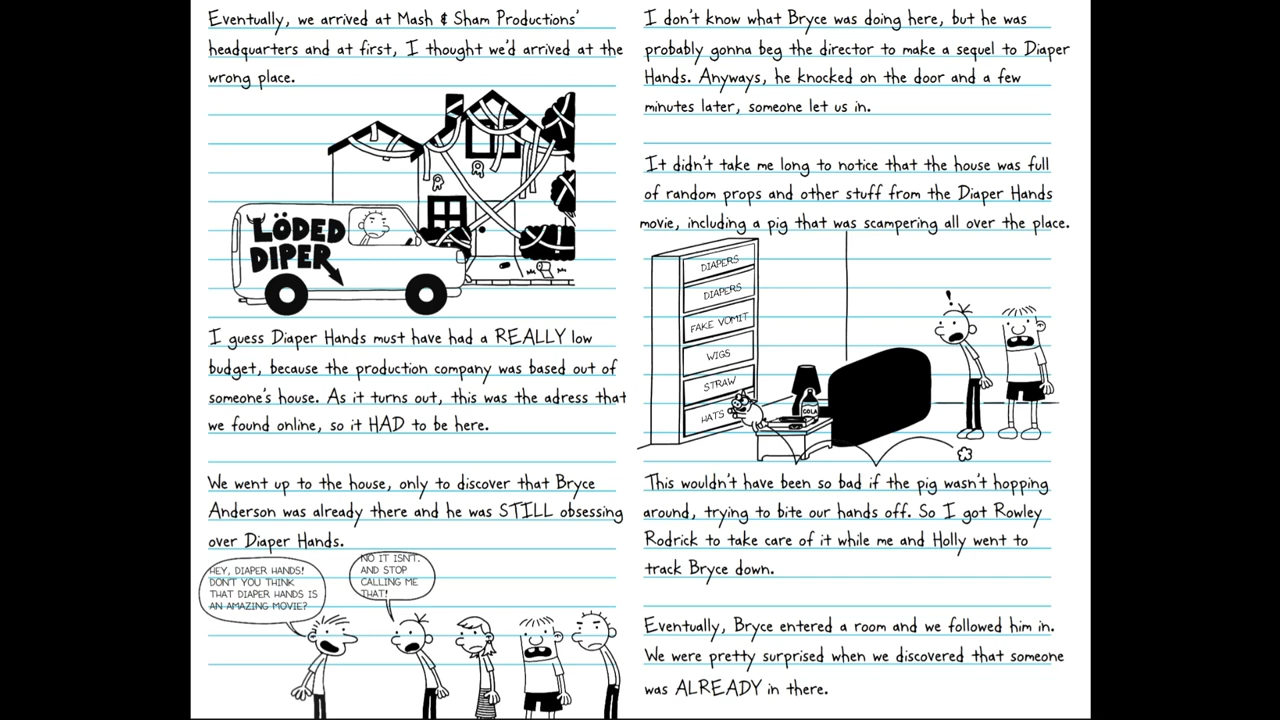 Eventually, we arrived at Mash & Sham Productions'
headquarters and at first, I thought we'd arrived at the
wrong place.
LÖDED
DIPER
I guess Diaper Hands must have had a REALLY low
budget, because the production company was based out of
someone's house. As it turns out, this was the adress that
we found online, so it HAD to be here.
We went up to the house, only to discover that Bryce
Anderson was already there and he was STILL obsessing
over Diaper Hands.
HEY, DIAPER HANDS!
DON'T YOU THINK
THAT DIAPER HANDS IS
AN AMAZING MOVIE?
NO IT ISN'T.
AND STOP
CALLING ME
THAT!
I don't know what Bryce was doing here, but he was
probably gonna beg the director to make a sequel to Diaper
Hands. Anyways, he knocked on the door and a few
minutes later, someone let us in.
It didn't take me long to notice that the house was full
of random props and other stuff from the Diaper Hands
movie, including a pig that was scampering all over the place.
DIAPERS
DIAPERS
FAKE VOMIT
WIGS
STRAW
HATS
COLA
!
This wouldn't have been so bad if the pig wasn't hopping
around, trying to bite our hands off. So I got Rowley
Rodrick to take care of it while me and Holly went to
track Bryce down.
Eventually, Bryce entered a room and we followed him in.
We were pretty surprised when we discovered that someone
was ALREADY in there.